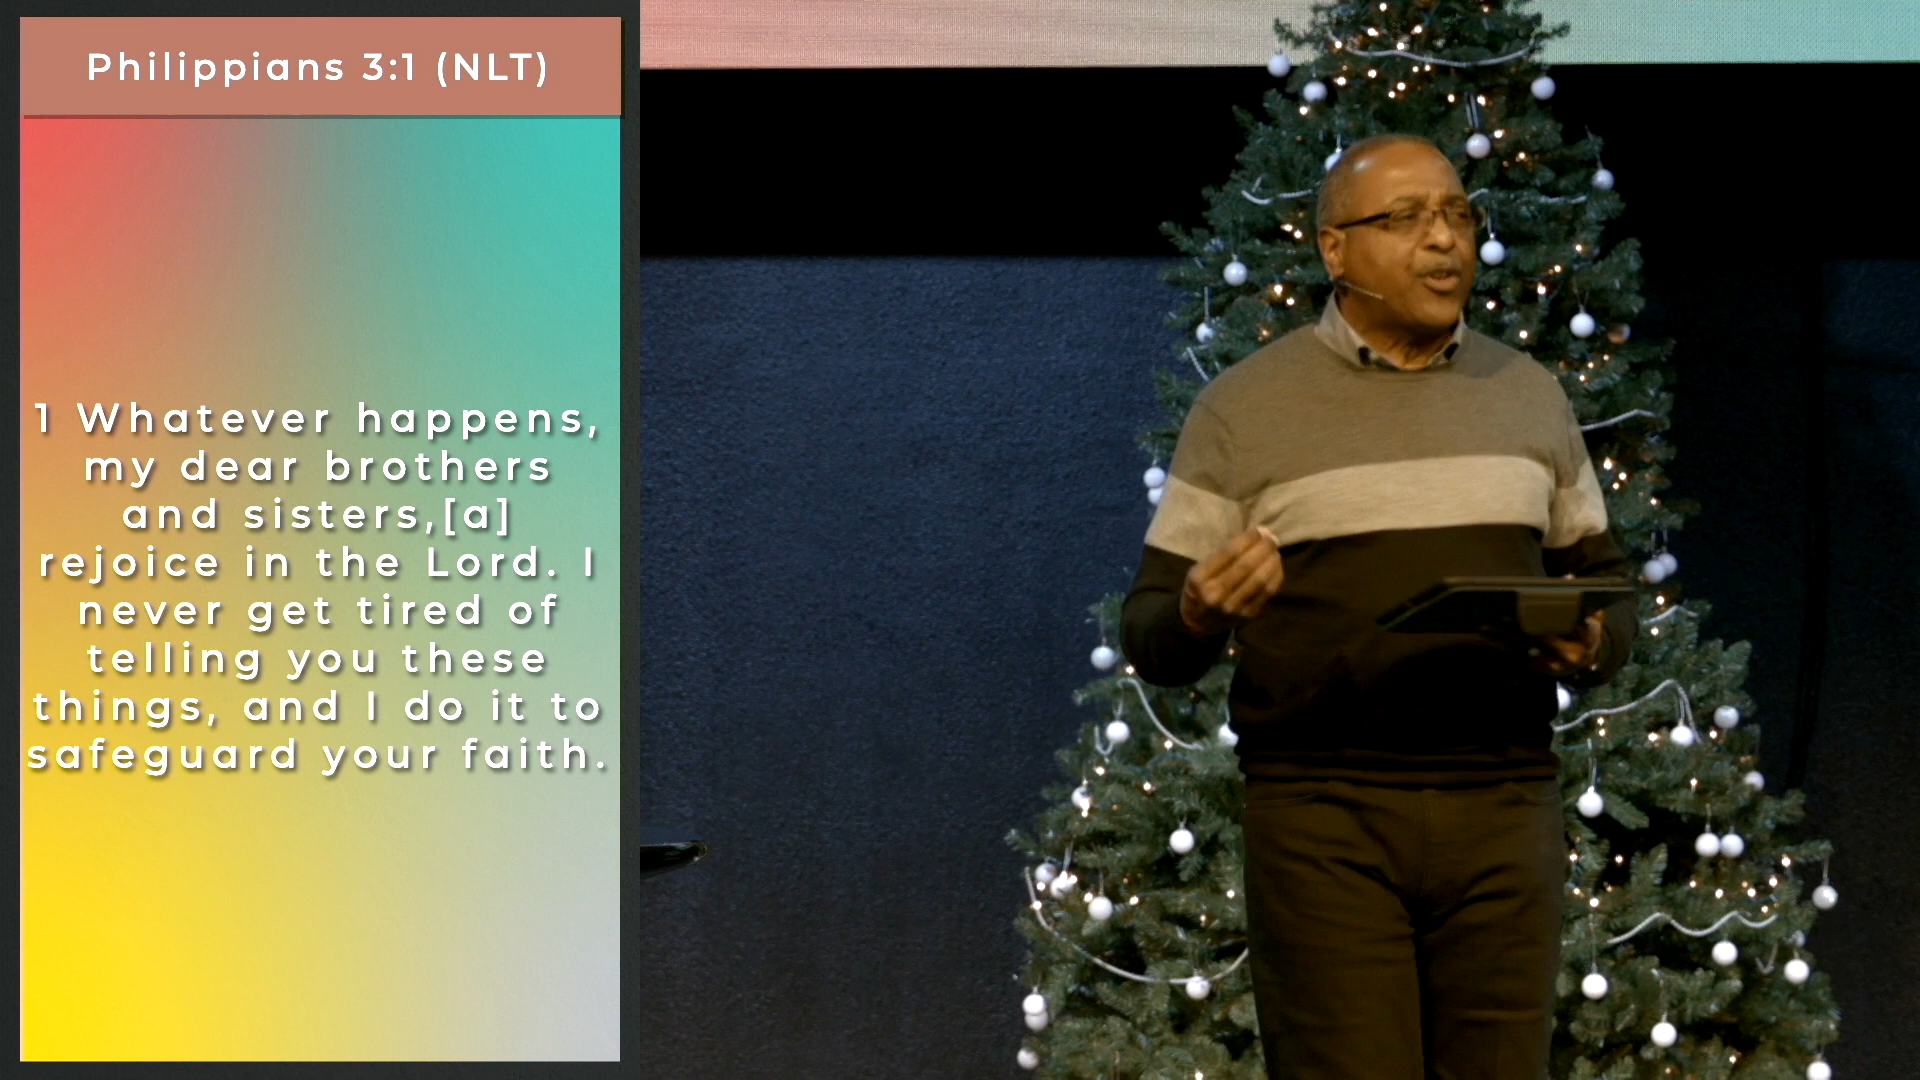 Philippians 3:1 (NLT)
1 Whatever happens,
my dear brothers
and sisters,[a]
rejoice in the Lord. I
never get tired of
telling you these
things, and I do it to
safeguard your faith.